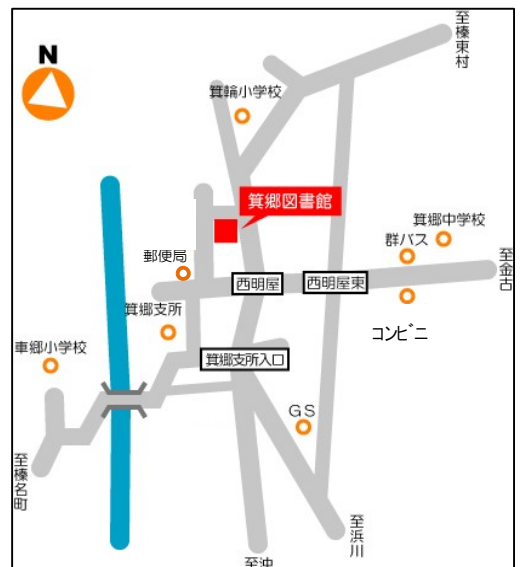 N
至榛東村
箕輪小学校
箕郷図書館
箕郷中学校
群バス
至金古
郵便局
西明屋
西明屋東
箕郷支所
コンビニ
車郷小学校
箕郷支所入口
GS
至榛名町
至浜川
至沖